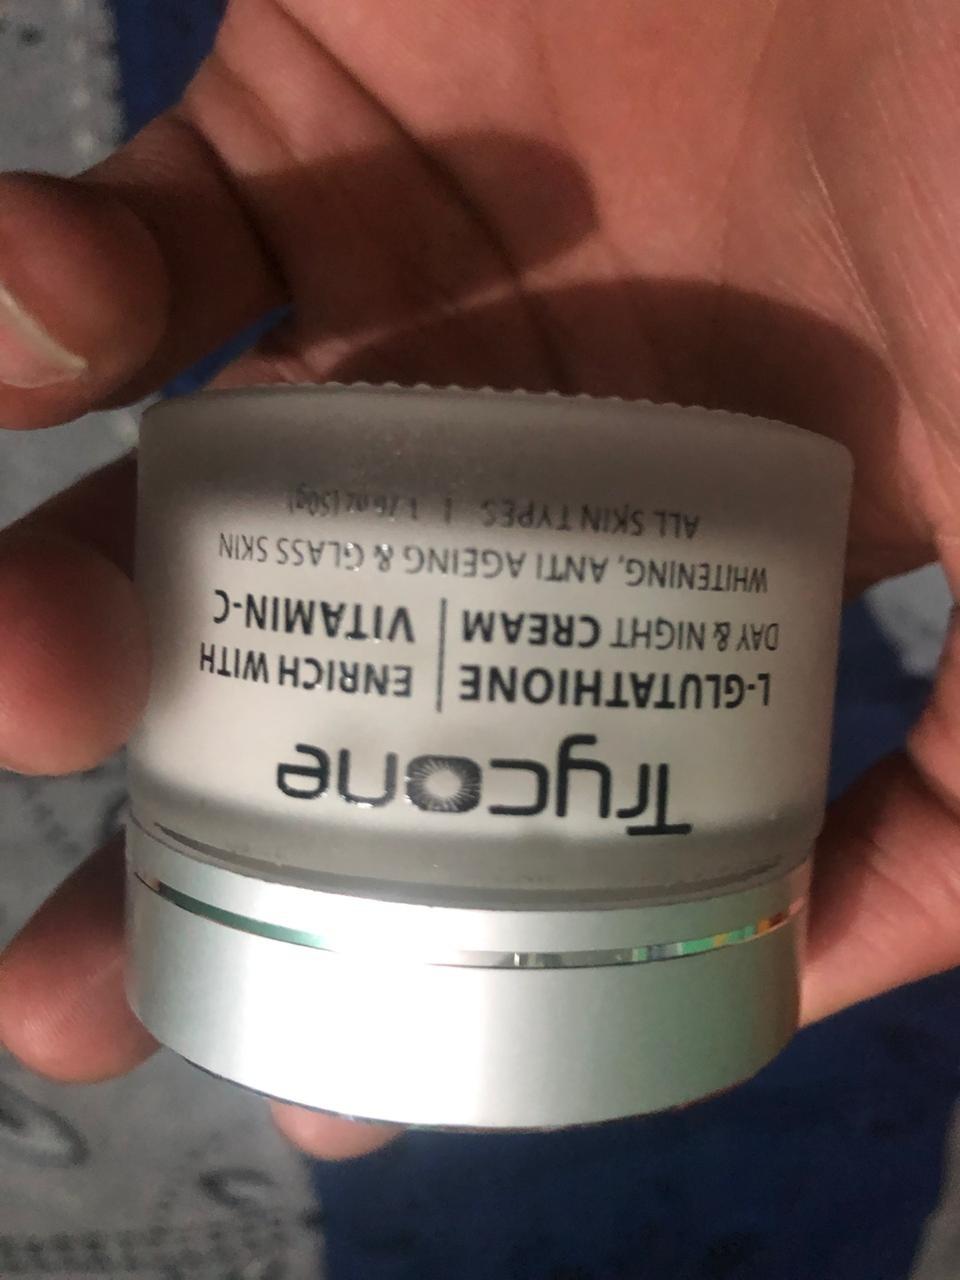 Trycone
L-GLUTATHIONE | ENRICH WITH
DAY & NIGHT CREAM | VITAMIN-C
WHITENING, ANTI AGEING & GLASS SKIN
ALL SKIN TYPES | 1.76 oz (50g)